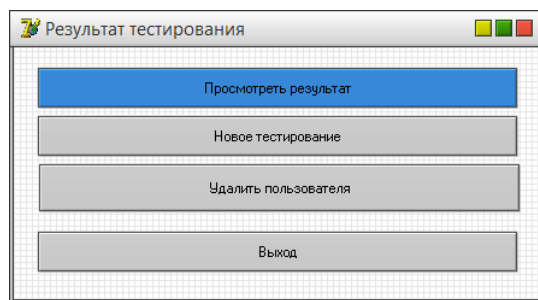 Результат тестирования
Просмотреть результат
Новое тестирование
Удалить пользователя
Выход